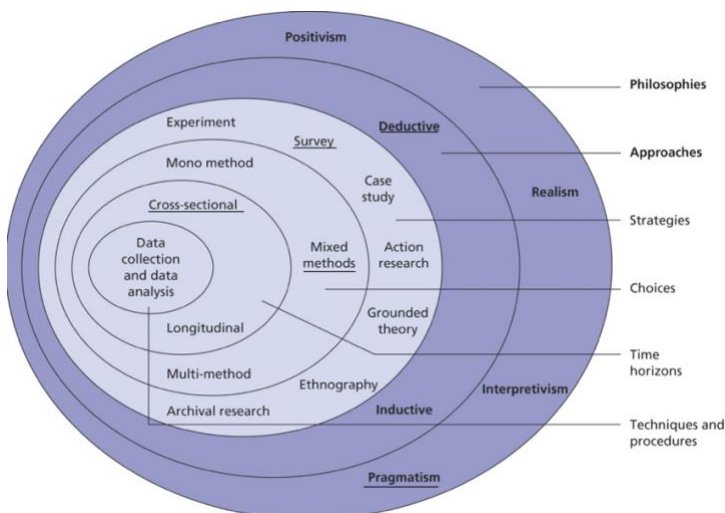 Positivism
Philosophies
Experiment
Deductive
Survey
Approaches
Mono method
Case
study
Realism
Cross-sectional
Strategies
Data
collection
and data
analysis
Mixed
methods
Action
research
Choices
Longitudinal
Grounded
theory
Time
horizons
Multi-method
Ethnography
Interpretivism
Archival research
Inductive
Techniques and
procedures
Pragmatism